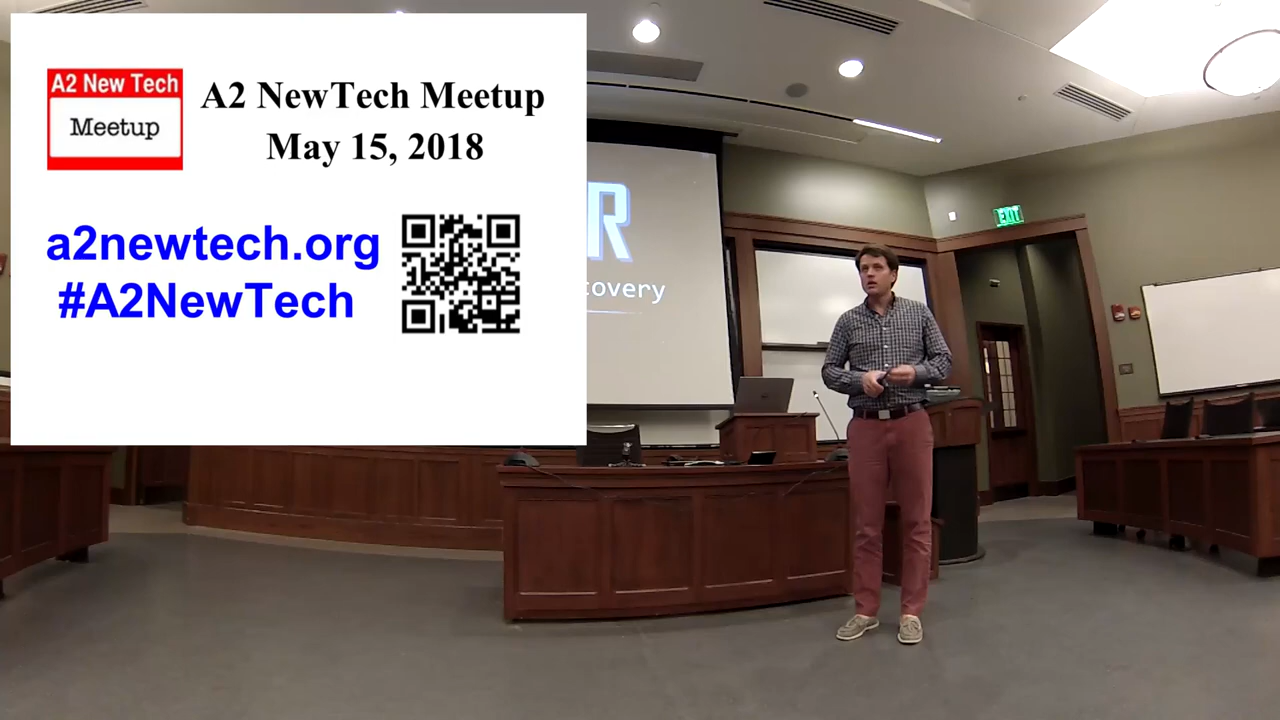 A2 New Tech
Meetup
A2 NewTech Meetup
May 15, 2018
a2newtech.org
#A2NewTech
R
covery
EXIT